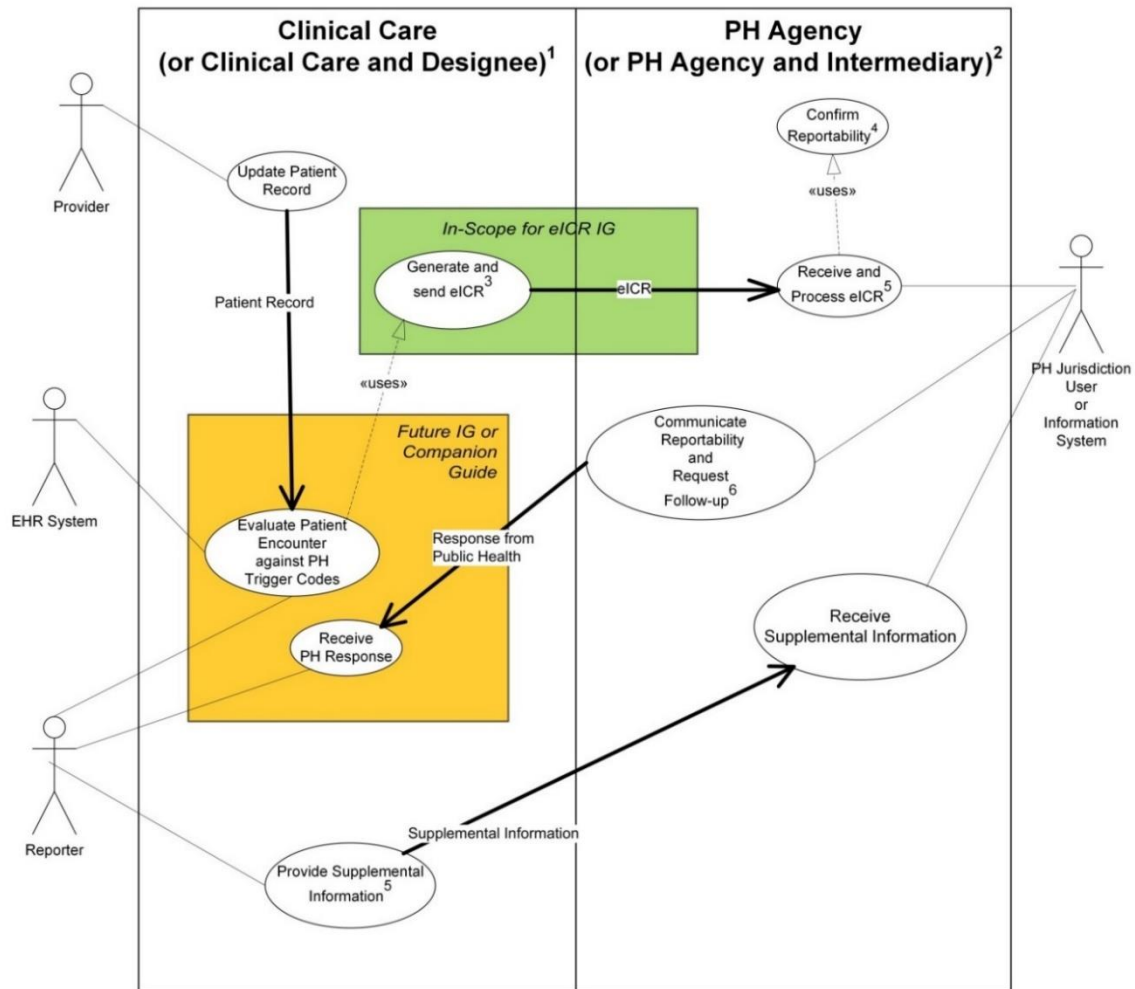 Clinical Care
(or Clinical Care and Designee)1
PH Agency
(or PH Agency and Intermediary)2
Confirm
Reportability4
Update Patient
Record
«uses»
Provider
In-Scope for eICR IG
Generate and
send eICR3
eICR
Receive and
Process eICR5
Patient Record
PH Jurisdiction
User
or
Information
System
«uses»
Future IG or
Companion
Guide
Communicate
Reportability
and
Request
Follow-up6
EHR System
Evaluate Patient
Encounter
against PH
Trigger Codes
Response from
Public Health
Receive
PH Response
Receive
Supplemental Information
Reporter
Supplemental Information
Provide Supplemental
Information5